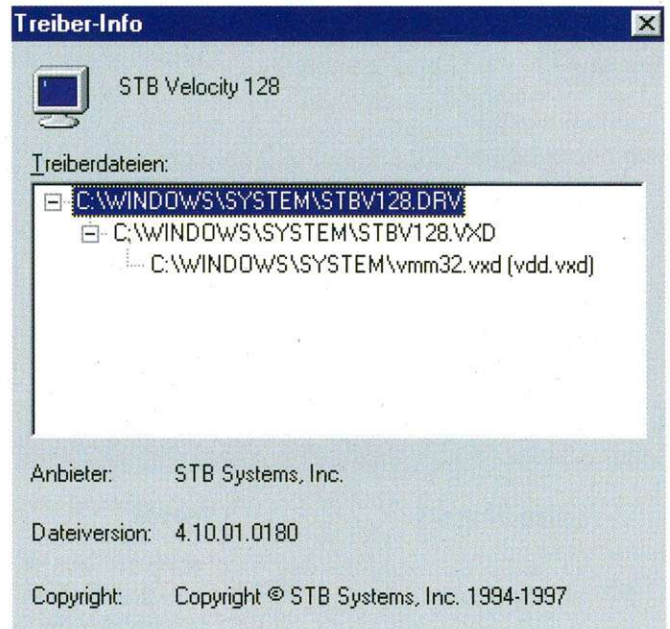 Treiber-Info
STB Velocity 128
Treiberdateien:
C:\WINDOWS\SYSTEM\STBV128.DRV
C:\WINDOWS\SYSTEM\STBV128.VXD
C:\WINDOWS\SYSTEM\vmm32.vxd (vdd.vxd)
Anbieter: STB Systems, Inc.
Dateiversion: 4.10.01.0180
Copyright: Copyright © STB Systems, Inc. 1994-1997